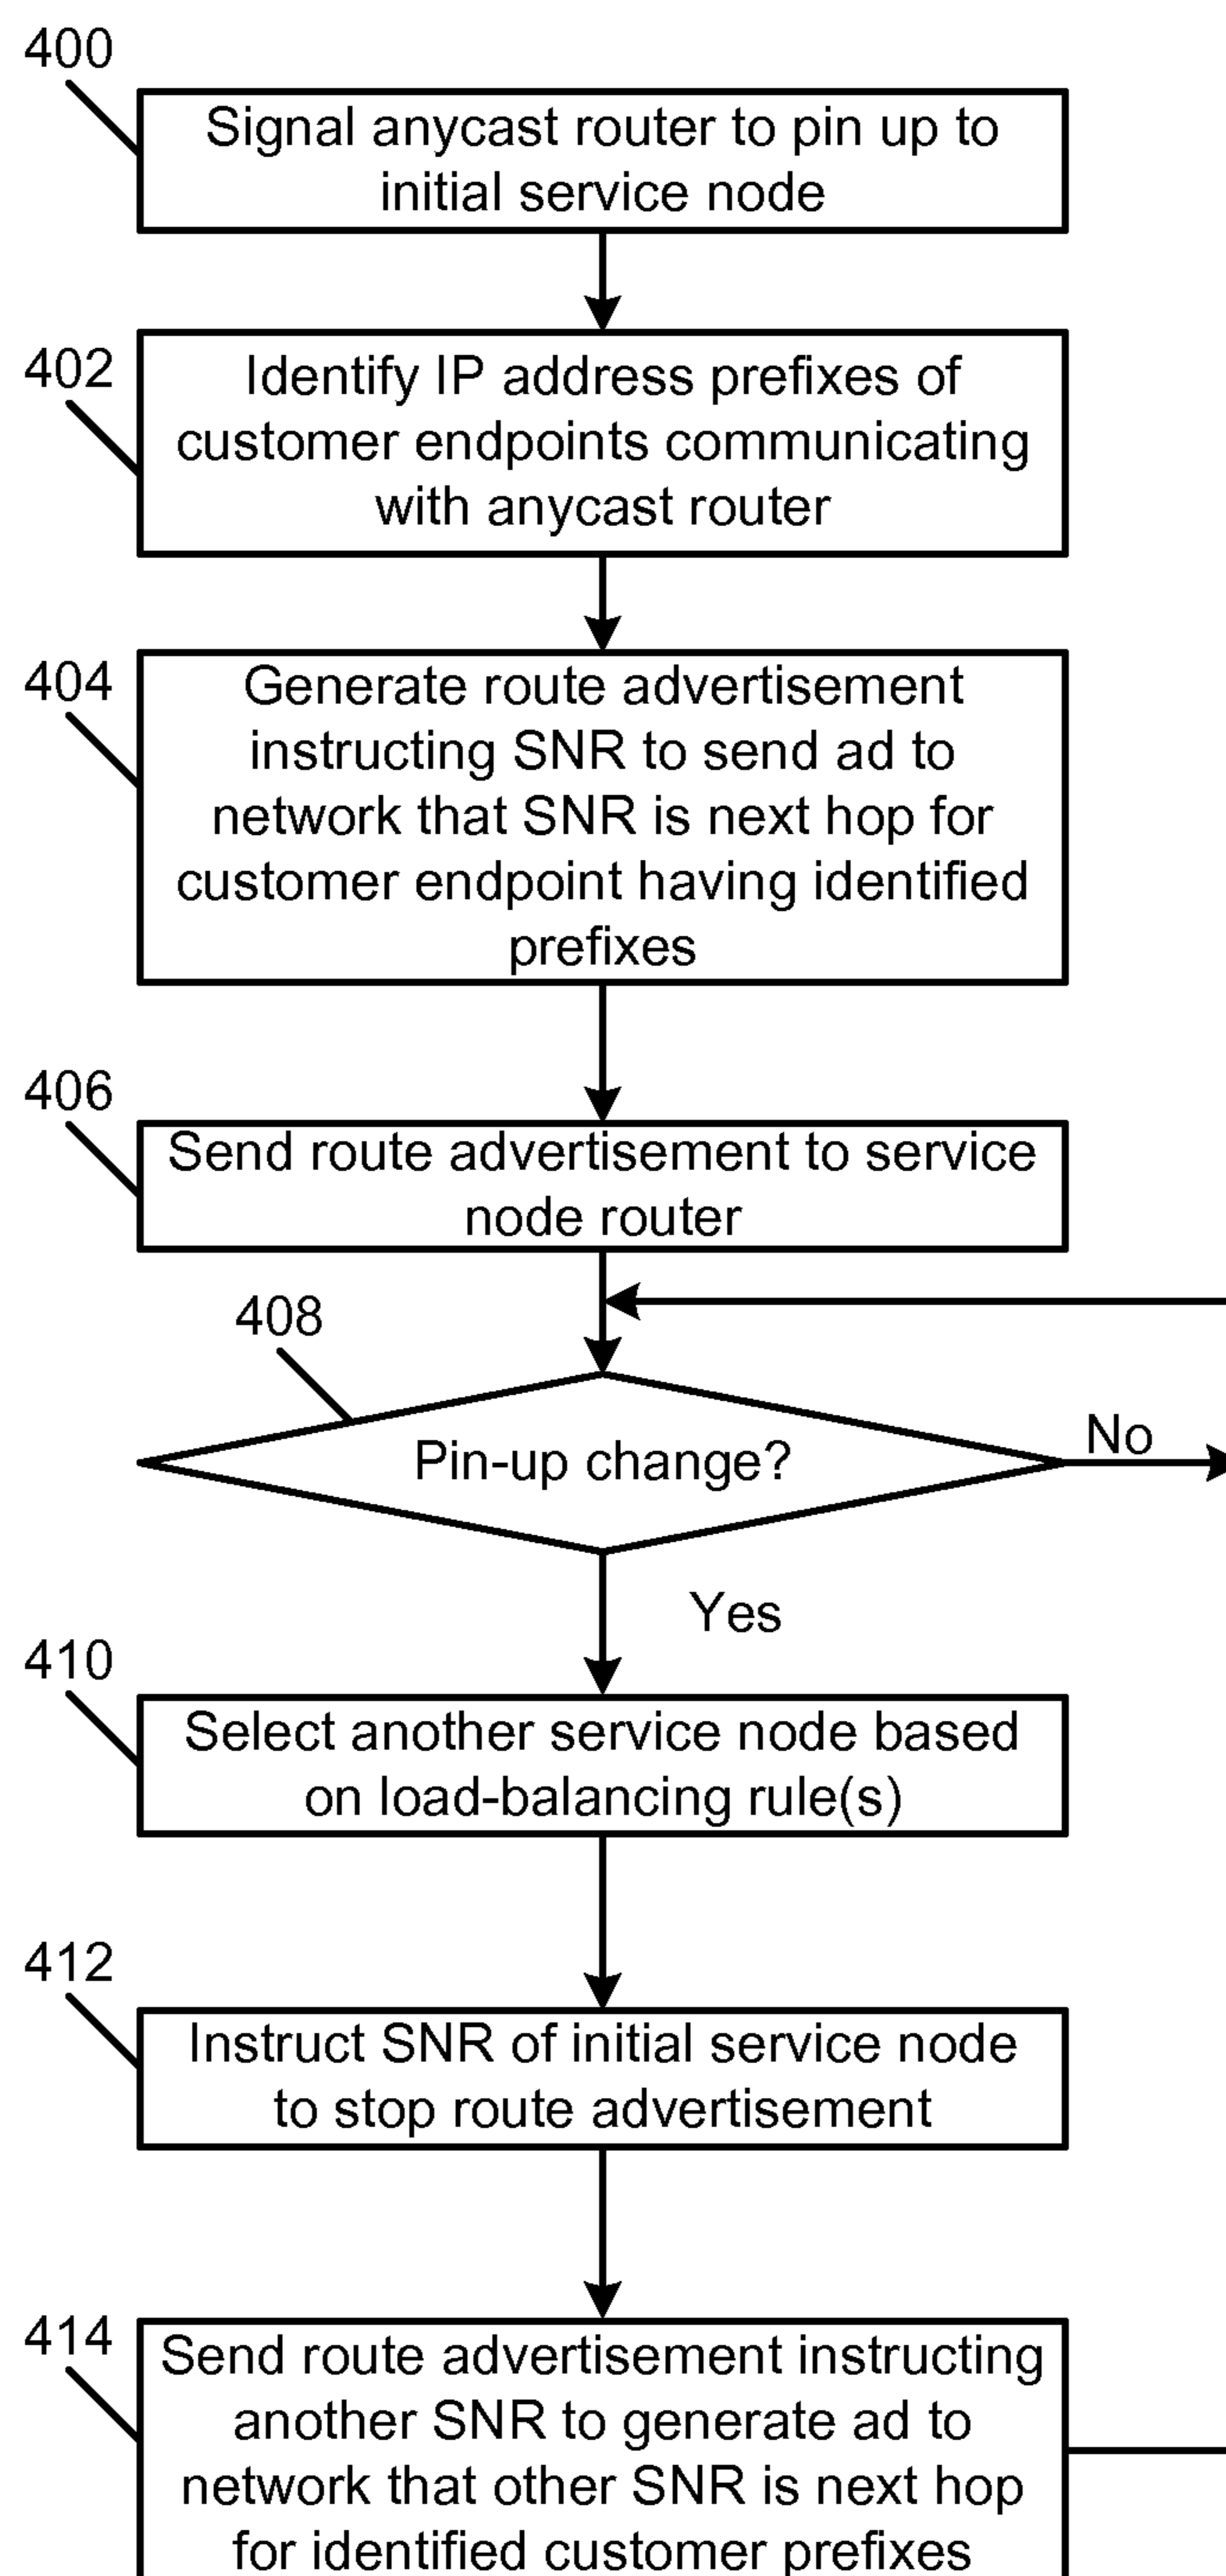 400
Signal anycast router to pin up to
initial service node
402
Identify IP address prefixes of
customer endpoints communicating
with anycast router
404
Generate route advertisement
instructing SNR to send ad to
network that SNR is next hop for
customer endpoint having identified
prefixes
406
Send route advertisement to service
node router
408
Pin-up change?
No
Yes
410
Select another service node based
on load-balancing rule(s)
412
Instruct SNR of initial service node
to stop route advertisement
414
Send route advertisement instructing
another SNR to generate ad to
network that other SNR is next hop
for identified customer prefixes